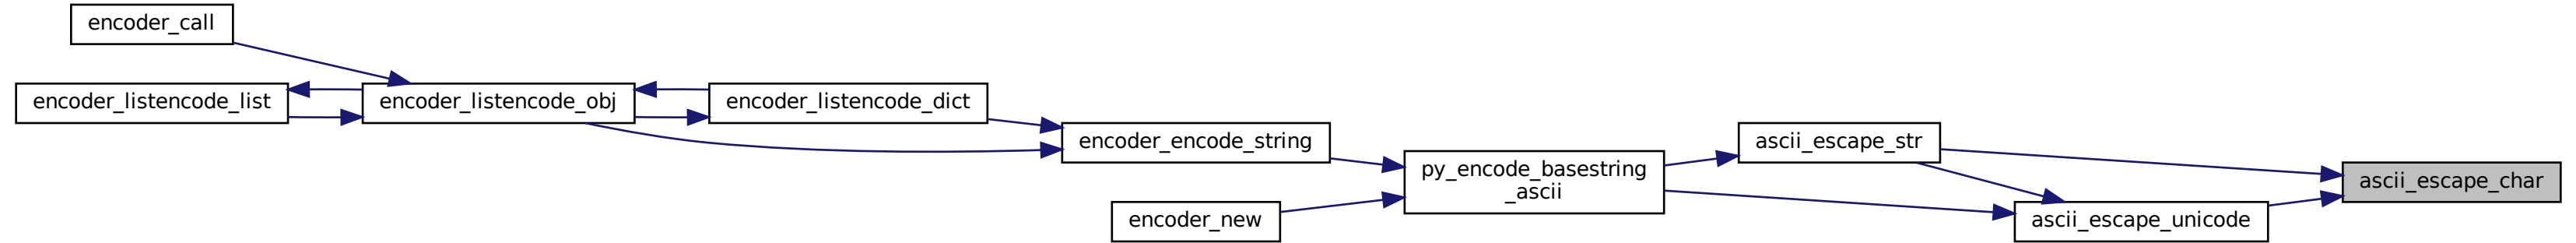 encoder_call
encoder_listencode_list
encoder_listencode_obj
encoder_listencode_dict
encoder_encode_string
encoder_new
py_encode_basestring
_ascii
ascii_escape_str
ascii_escape_unicode
ascii_escape_char